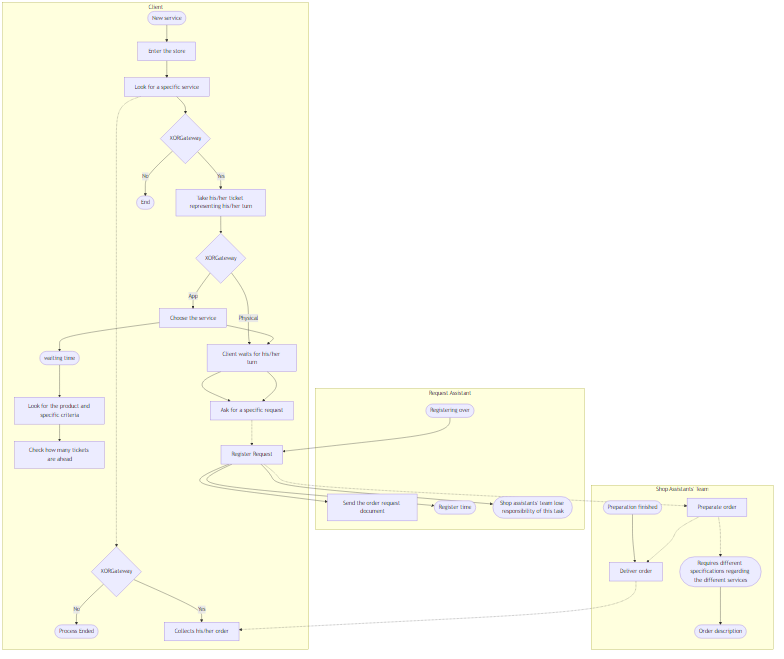 Client
New service
Enter the store
Look for a specific service
XORGateway
No
Yes
End
Take his/her ticket
representing his/her turn
XORGateway
App
Physical
Choose the service
waiting time
Client waits for his/her
turn
Look for the product and
specific criteria
Ask for a specific request
Check how many tickets
are ahead
Register Request
XORGateway
No
Yes
Process Ended
Collects his/her order
Request Assistant
Registering over
Send the order request
document
Register time
Shop assistants' team lose
responsibility of this task
Shop Assistants' Team
Preparation finished
Preparate order
Deliver order
Requires different
specifications regarding
the different services
Order description